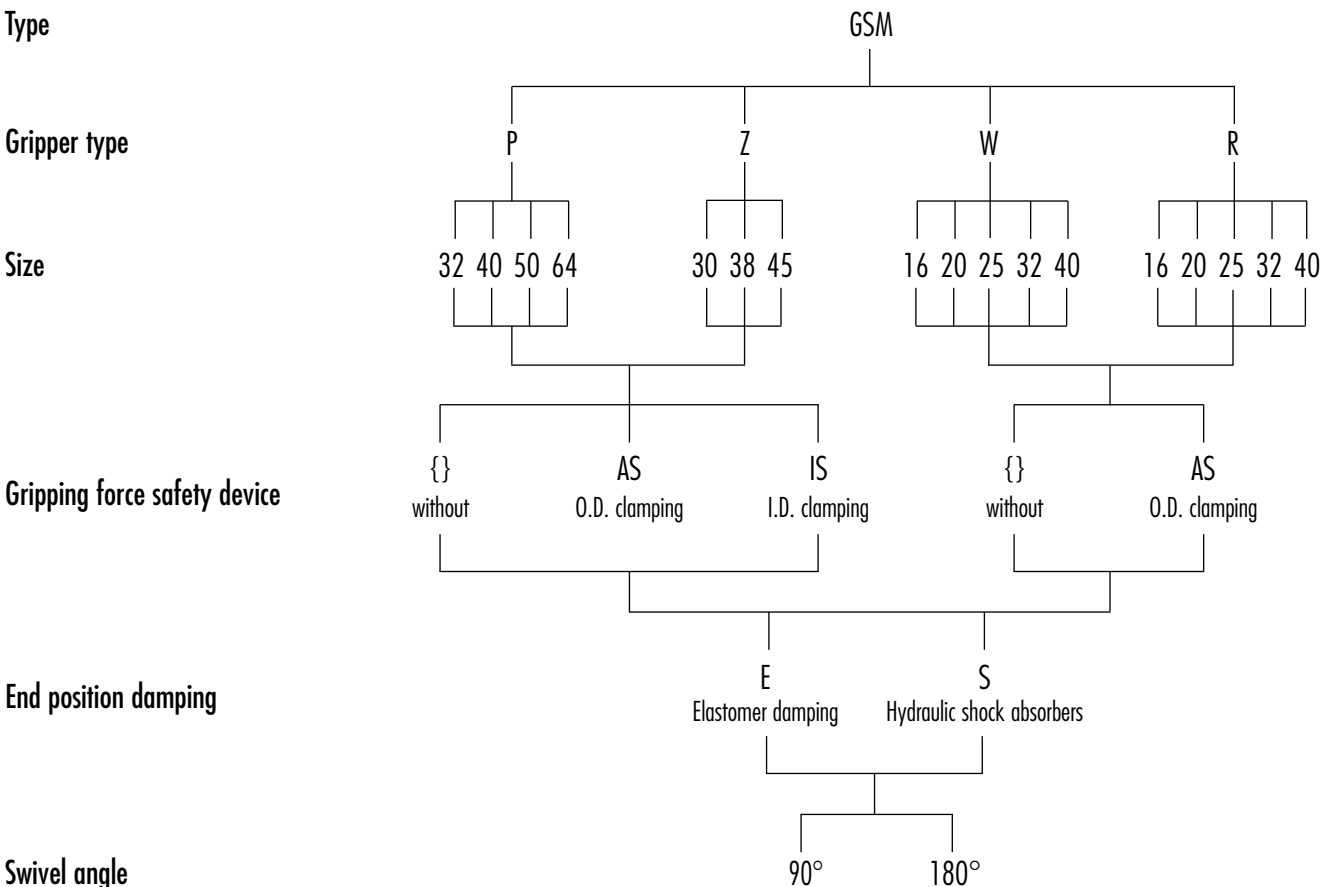 Type GSM
Gripper type P Z W R
Size 32 40 50 64 30 38 45 16 20 25 32 40 16 20 25 32 40
Gripping force safety device {} AS IS {} AS
without O.D. clamping I.D. clamping without O.D. clamping
End position damping E S
Elastomer damping Hydraulic shock absorbers
Swivel angle 90° 180°